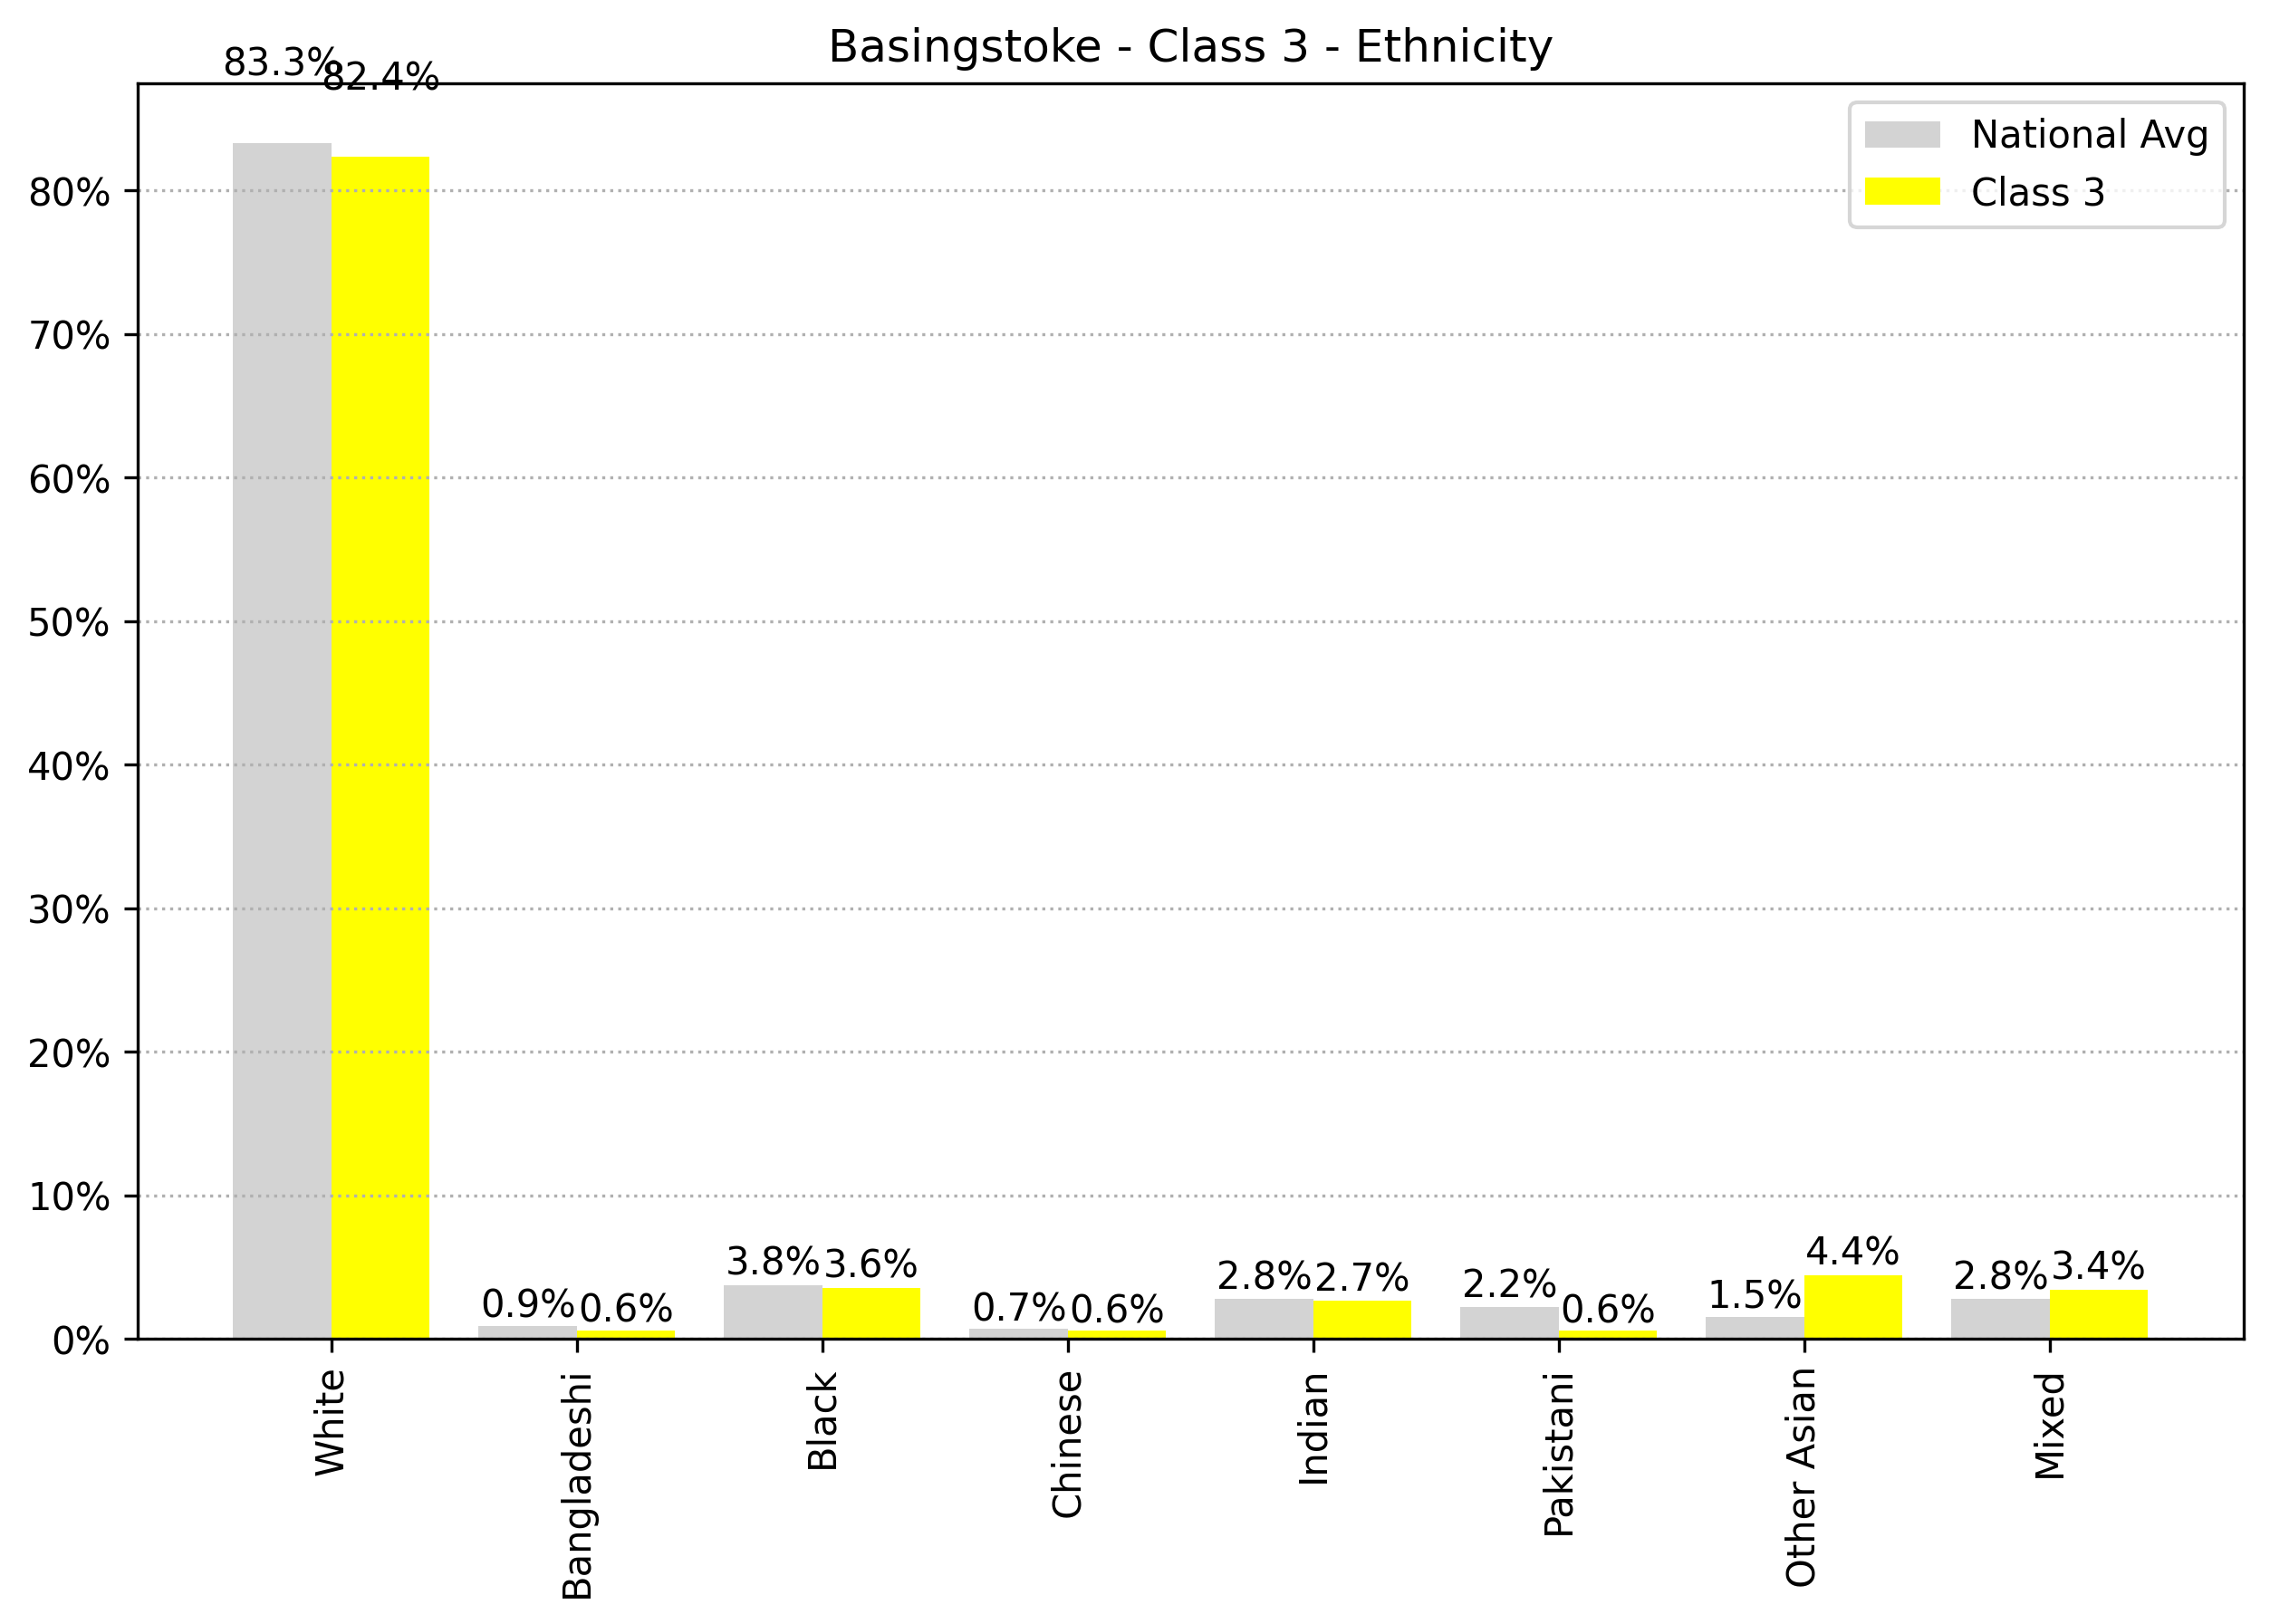 Basingstoke - Class 3 - Ethnicity
83.3%
82.4%
National Avg
Class 3
80%
70%
60%
50%
40%
30%
20%
10%
0%
0.9%
0.6%
3.8%
3.6%
0.7%
0.6%
2.8%
2.7%
2.2%
0.6%
1.5%
4.4%
2.8%
3.4%
White
Bangladeshi
Black
Chinese
Indian
Pakistani
Other Asian
Mixed